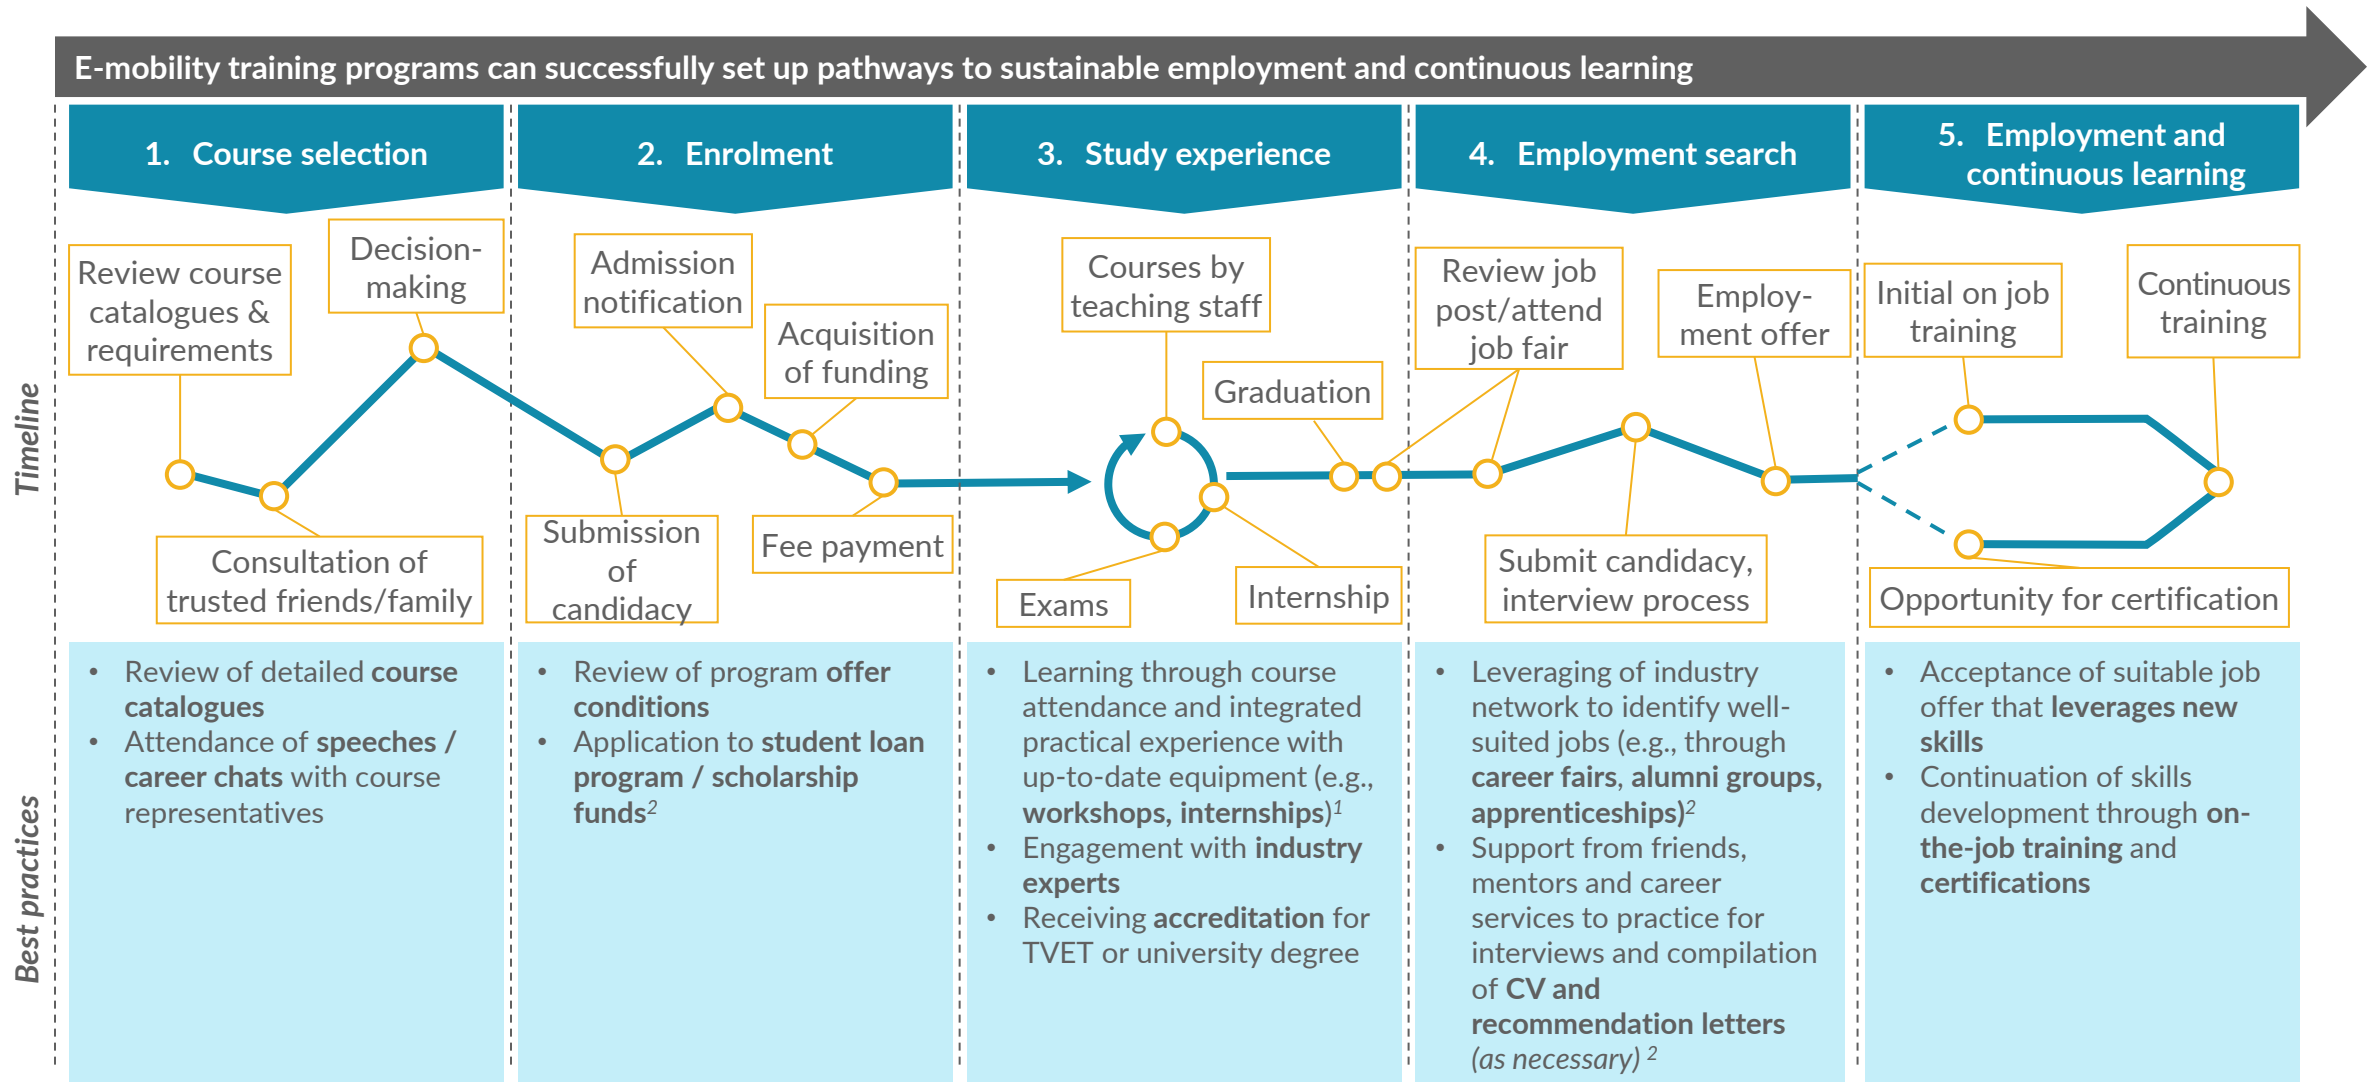 E-mobility training programs can successfully set up pathways to sustainable employment and continuous learning
1. Course selection
2. Enrolment
3. Study experience
4. Employment search
5. Employment and
continuous learning
Timeline
Review course
catalogues &
requirements
Decision-
making
Consultation of
trusted friends/family
Admission
notification
Acquisition
of funding
Submission
of
candidacy
Fee payment
Courses by
teaching staff
Graduation
Exams
Internship
Review job
post/attend
job fair
Employ-
ment offer
Submit candidacy,
interview process
Initial on job
training
Continuous
training
Opportunity for certification
Best practices
• Review of detailed course
catalogues
• Attendance of speeches /
career chats with course
representatives
• Review of program offer
conditions
• Application to student loan
program / scholarship
funds2
• Learning through course
attendance and integrated
practical experience with
up-to-date equipment (e.g.,
workshops, internships)1
• Engagement with industry
experts
• Receiving accreditation for
TVET or university degree
• Leveraging of industry
network to identify well-
suited jobs (e.g., through
career fairs, alumni groups,
apprenticeships)2
• Support from friends,
mentors and career
services to practice for
interviews and compilation
of CV and
recommendation letters
(as necessary) 2
• Acceptance of suitable job
offer that leverages new
skills
• Continuation of skills
development through on-
the-job training and
certifications